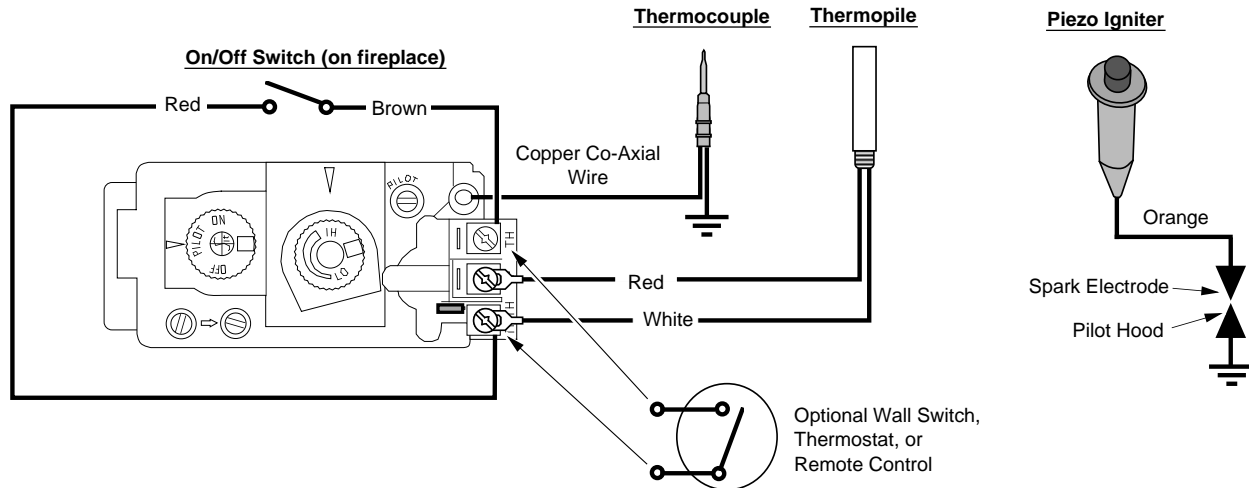 Thermocouple
Thermopile
Piezo Igniter
On/Off Switch (on fireplace)
Red
Brown
Copper Co-Axial
Wire
PILOT
Orange
OFF PILOT ON
HI
LO
TH
Red
Spark Electrode
White
TH
Pilot Hood
Optional Wall Switch,
Thermostat, or
Remote Control